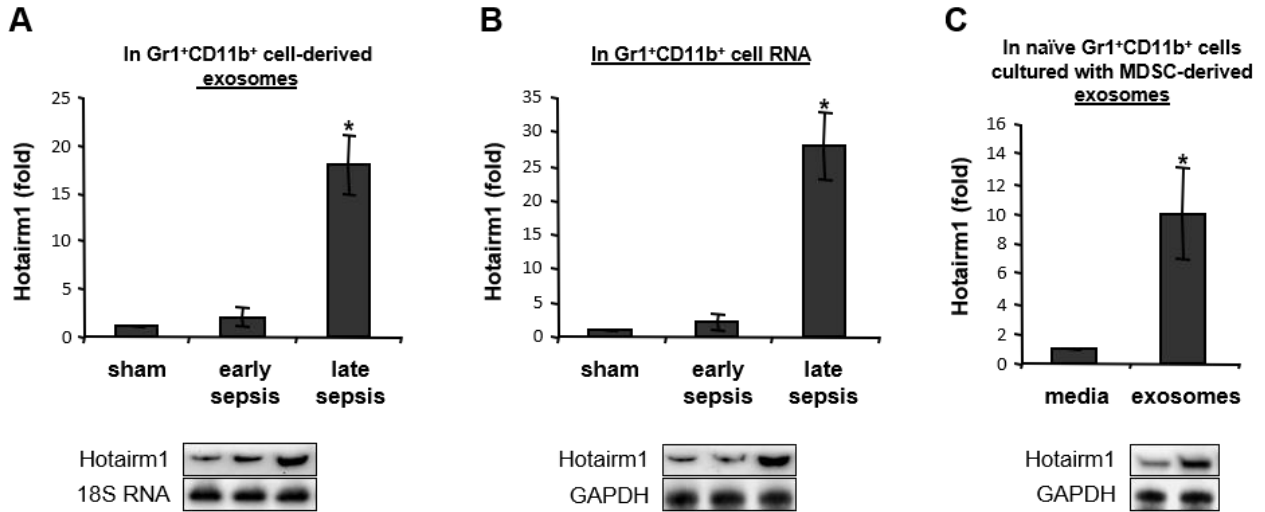 A
In Gr1⁺CD11b⁺ cell-derived
exosomes
25
20
15
10
5
0
Hotairm1 (fold)
*
sham
early
sepsis
late
sepsis
Hotairm1
18S RNA
B
In Gr1⁺CD11b⁺ cell RNA
35
30
25
20
15
10
5
0
Hotairm1 (fold)
*
sham
early
sepsis
late
sepsis
Hotairm1
GAPDH
C
In naïve Gr1⁺CD11b⁺ cells
cultured with MDSC-derived
exosomes
16
14
12
10
8
6
4
2
0
Hotairm1 (fold)
*
media
exosomes
Hotairm1
GAPDH